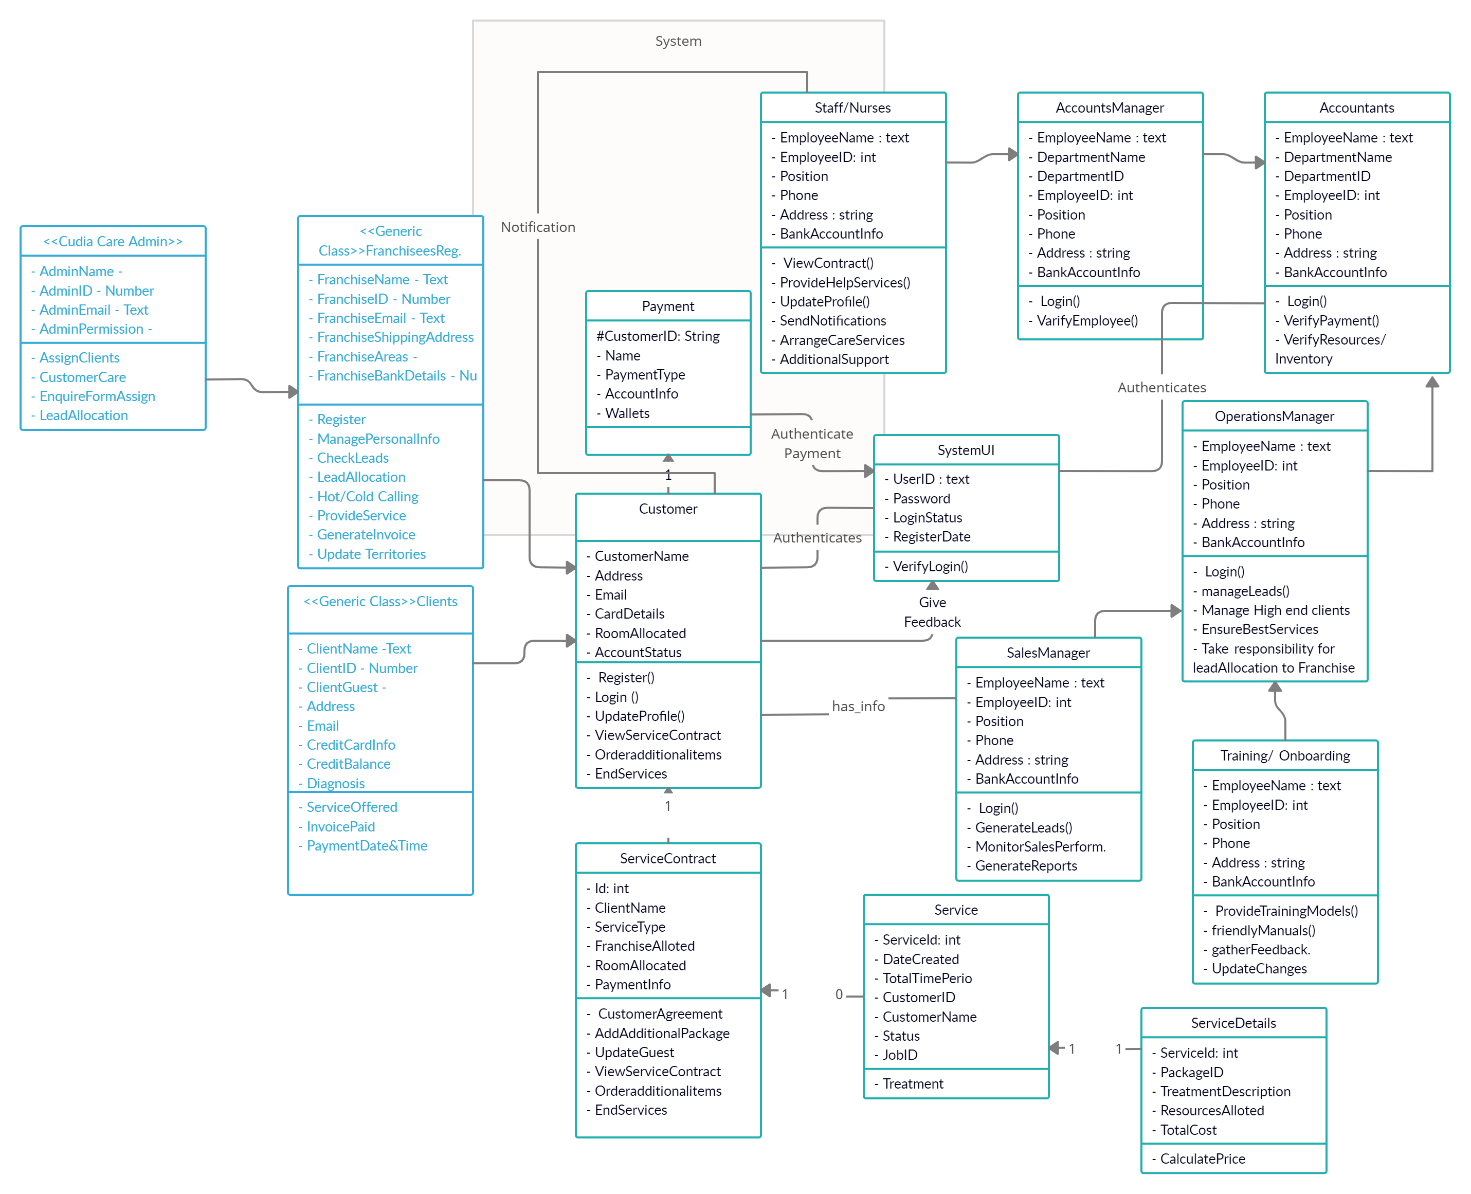 System
Staff/Nurses
- EmployeeName : text
- EmployeeID: int
- Position
- Phone
- Address : string
- BankAccountInfo
- ViewContract()
- ProvideHelpServices()
- UpdateProfile()
- SendNotifications
- ArrangeCareServices
- AdditionalSupport
AccountsManager
- EmployeeName : text
- DepartmentName
- DepartmentID
- EmployeeID: int
- Position
- Phone
- Address : string
- BankAccountInfo
- Login()
- VarifyEmployee()
Accountants
- EmployeeName : text
- DepartmentName
- DepartmentID
- EmployeeID: int
- Position
- Phone
- Address : string
- BankAccountInfo
- Login()
- VerifyPayment()
- VerifyResources/
Inventory
Notification
<<Cudia Care Admin>>
- AdminName -
- AdminID - Number
- AdminEmail - Text
- AdminPermission -
- AssignClients
- CustomerCare
- EnquireFormAssign
- LeadAllocation
<<Generic
Class>>FranchiseesReg.
- FranchiseName - Text
- FranchiseID - Number
- FranchiseEmail - Text
- FranchiseShippingAddress
- FranchiseAreas -
- FranchiseBankDetails - Nu
- Register
- ManagePersonalInfo
- CheckLeads
- LeadAllocation
- Hot/Cold Calling
- ProvideService
- GenerateInvoice
- Update Territories
Payment
#CustomerID: String
- Name
- PaymentType
- AccountInfo
- Wallets
Authenticate
Payment
Authenticates
SystemUI
- UserID : text
- Password
- LoginStatus
- RegisterDate
- VerifyLogin()
OperationsManager
- EmployeeName : text
- EmployeeID: int
- Position
- Phone
- Address : string
- BankAccountInfo
- Login()
- manageLeads()
- Manage High end clients
- EnsureBestServices
- Take responsibility for
leadAllocation to Franchise
1
Customer
- CustomerName
- Address
- Email
- CardDetails
- RoomAllocated
- AccountStatus
- Register()
- Login ()
- UpdateProfile()
- ViewServiceContract
- Orderadditionalitems
- EndServices
Authenticates
Give
Feedback
has_info
<<Generic Class>>Clients
- ClientName -Text
- ClientID - Number
- ClientGuest -
- Address
- Email
- CreditCardInfo
- CreditBalance
- Diagnosis
- ServiceOffered
- InvoicePaid
- PaymentDate&Time
SalesManager
- EmployeeName : text
- EmployeeID: int
- Position
- Phone
- Address : string
- BankAccountInfo
- Login()
- GenerateLeads()
- MonitorSalesPerform.
- GenerateReports
Training/ Onboarding
- EmployeeName : text
- EmployeeID: int
- Position
- Phone
- Address : string
- BankAccountInfo
- ProvideTrainingModels()
- friendlyManuals()
- gatherFeedback.
- UpdateChanges
1
ServiceContract
- Id: int
- ClientName
- ServiceType
- FranchiseAlloted
- RoomAllocated
- PaymentInfo
- CustomerAgreement
- AddAdditionalPackage
- UpdateGuest
- ViewServiceContract
- Orderadditionalitems
- EndServices
1
0
Service
- ServiceId: int
- DateCreated
- TotalTimePerio
- CustomerID
- CustomerName
- Status
- JobID
- Treatment
1
1
ServiceDetails
- ServiceId: int
- PackageID
- TreatmentDescription
- ResourcesAlloted
- TotalCost
- CalculatePrice